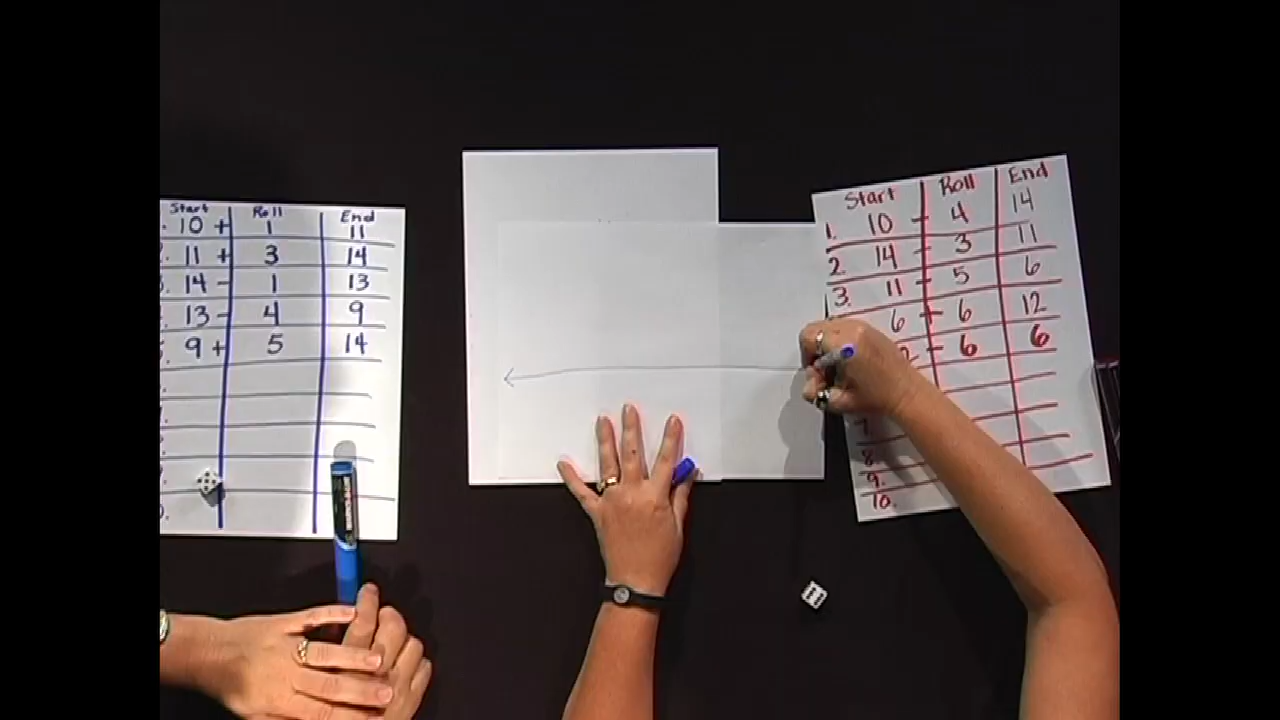 Start Roll End
. 10 + 1 11
11 + 3 14
14 - 1 13
13 - 4 9
9 + 5 14
Start Roll End
1. 10 - 4 14
2. 14 - 3 11
3. 11 - 5 6
6 + 6 12
2 - 6 6
7
8
9.
10.